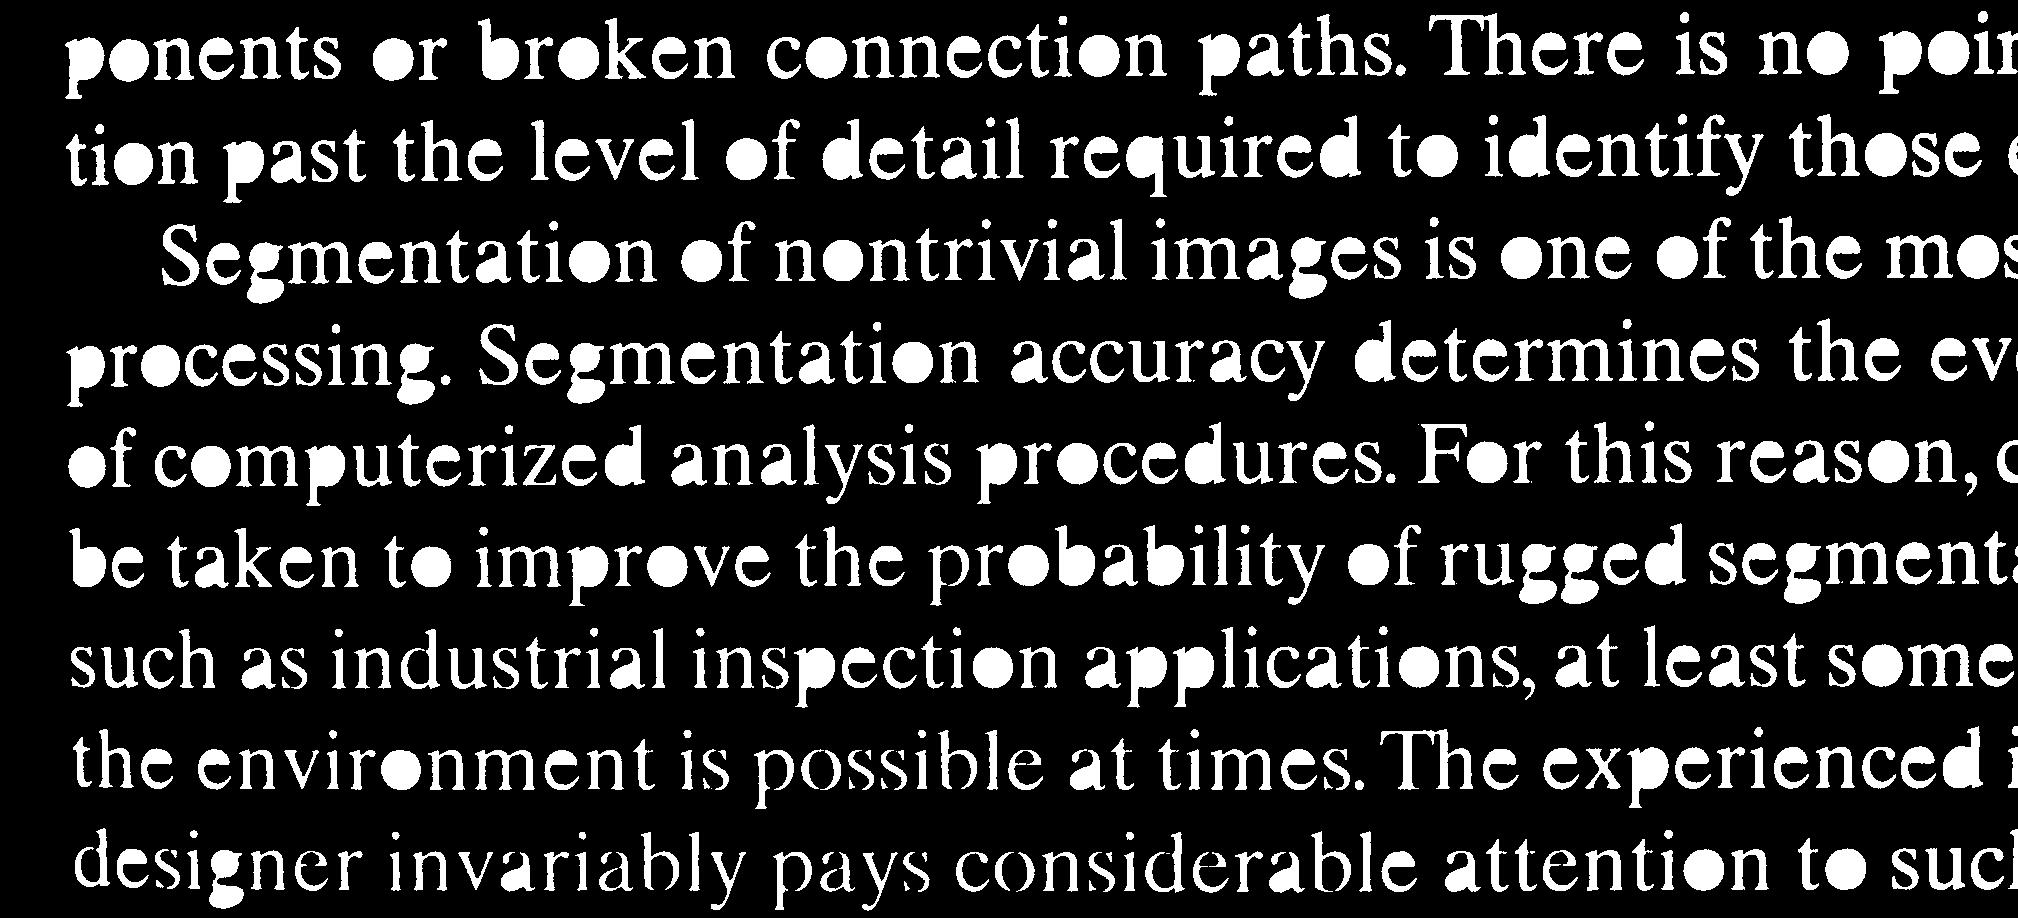 ponents or broken connection paths. There is no poin
tion past the level of detail required to identify those
Segmentation of nontrivial images is one of the mos
processing. Segmentation accuracy determines the ev
of computerized analysis procedures. For this reason,
be taken to improve the probability of rugged segment
such as industrial inspection applications, at least some
the environment is possible at times. The experienced i
designer invariably pays considerable attention to such